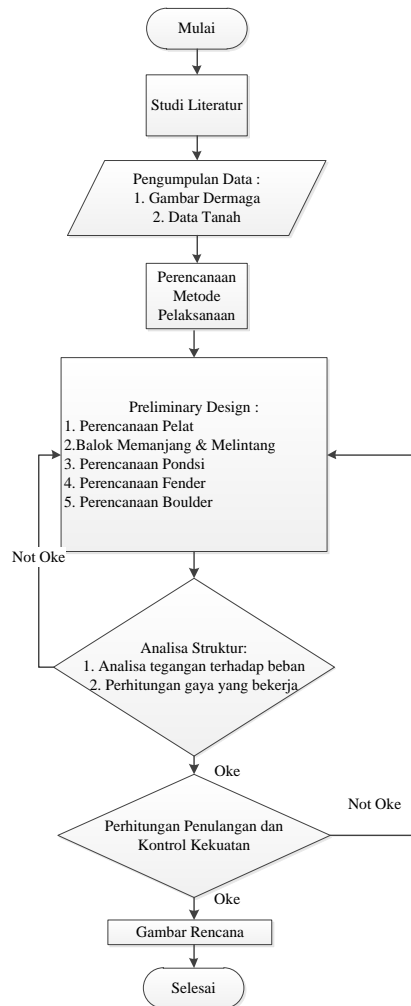 Mulai
Studi Literatur
Pengumpulan Data :
1. Gambar Dermaga
2. Data Tanah
Perencanaan
Metode
Pelaksanaan
Preliminary Design :
1. Perencanaan Pelat
2.Balok Memanjang & Melintang
3. Perencanaan Pondsi
4. Perencanaan Fender
5. Perencanaan Boulder
Not Oke
Analisa Struktur:
1. Analisa tegangan terhadap beban
2. Perhitungan gaya yang bekerja
Oke
Not Oke
Perhitungan Penulangan dan
Kontrol Kekuatan
Oke
Gambar Rencana
Selesai